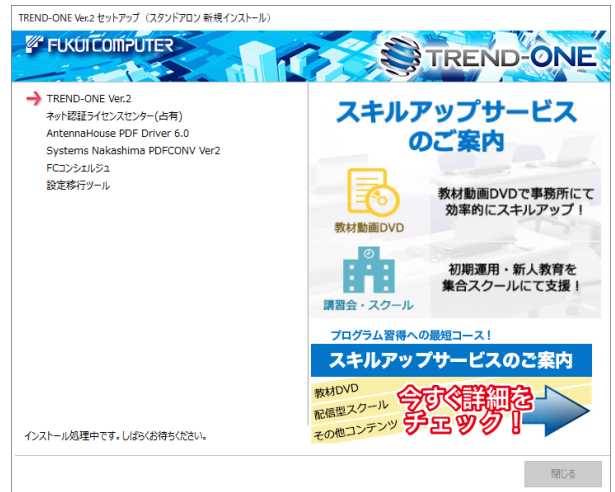 TREND-ONE Ver.2 セットアップ（スタンドアロン 新規インストール）
FUKUI COMPUTER
TREND-ONE
TREND-ONE Ver.2
ネット認証ライセンスセンター(占有)
AntennaHouse PDF Driver 6.0
Systems Nakashima PDFCONV Ver2
FCコンシェルジュ
設定移行ツール
スキルアップサービス
のご案内
教材動画DVDで事務所にて
効率的にスキルアップ！
教材動画DVD
初期運用・新人教育を
集合スクールにて支援！
講習会・スクール
プログラム習得への最短コース！
スキルアップサービスのご案内
教材DVD
配信型スクール
その他コンテンツ
今すぐ詳細を
チェック！
インストール処理中です。しばらくお待ちください。
閉じる